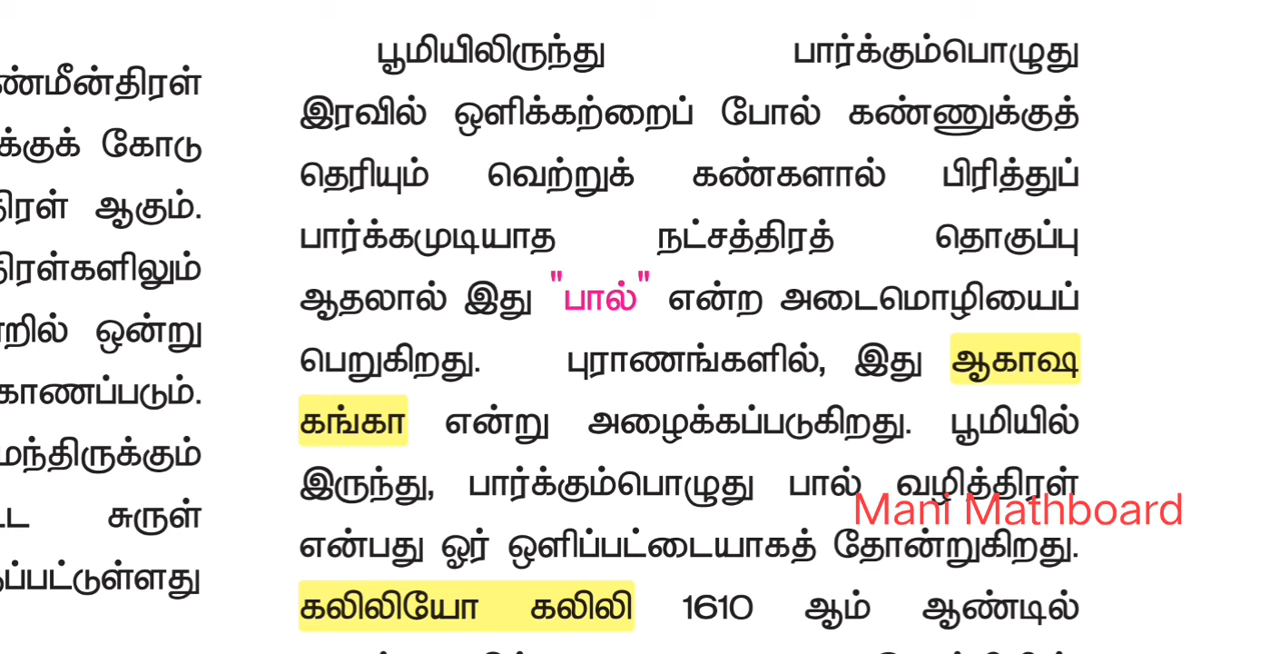 ண்மீன்திரள்
க்குக் கோடு
திரள் ஆகும்.
திரள்களிலும்
றில் ஒன்று
காணப்படும்.
மந்திருக்கும்
ட்ட சுருள்
ப்பட்டுள்ளது
பூமியிலிருந்து பார்க்கும்பொழுது
இரவில் ஒளிக்கற்றைப் போல் கண்ணுக்குத்
தெரியும் வெற்றுக் கண்களால் பிரித்துப்
பார்க்கமுடியாத நட்சத்திரத் தொகுப்பு
ஆதலால் இது "பால்" என்ற அடைமொழியைப்
பெறுகிறது. புராணங்களில், இது ஆகாஷ
கங்கா என்று அழைக்கப்படுகிறது. பூமியில்
இருந்து, பார்க்கும்பொழுது பால் வழித்திரள்
Mani Mathboard
என்பது ஓர் ஒளிப்பட்டையாகத் தோன்றுகிறது.
கலிலியோ கலிலி 1610 ஆம் ஆண்டில்